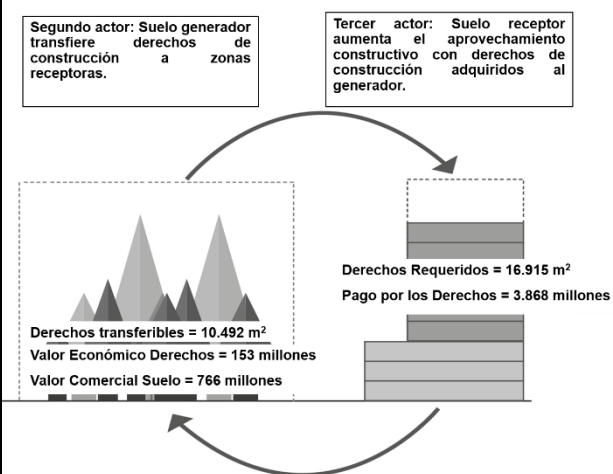 Segundo actor: Suelo generador
transfiere derechos de
construcción a zonas
receptoras.
Tercer actor: Suelo receptor
aumenta el aprovechamiento
constructivo con derechos de
construcción adquiridos al
generador.
Derechos Requeridos = 16.915 m²
Pago por los Derechos = 3.868 millones
Derechos transferibles = 10.492 m²
Valor Económico Derechos = 153 millones
Valor Comercial Suelo = 766 millones